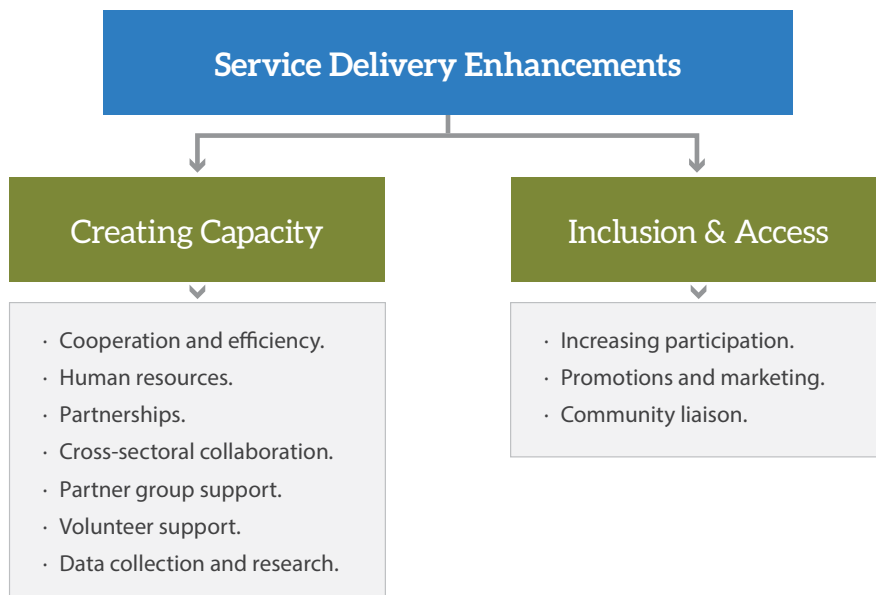 Service Delivery Enhancements
Creating Capacity
· Cooperation and efficiency.
· Human resources.
· Partnerships.
· Cross-sectoral collaboration.
· Partner group support.
· Volunteer support.
· Data collection and research.
Inclusion & Access
· Increasing participation.
· Promotions and marketing.
· Community liaison.